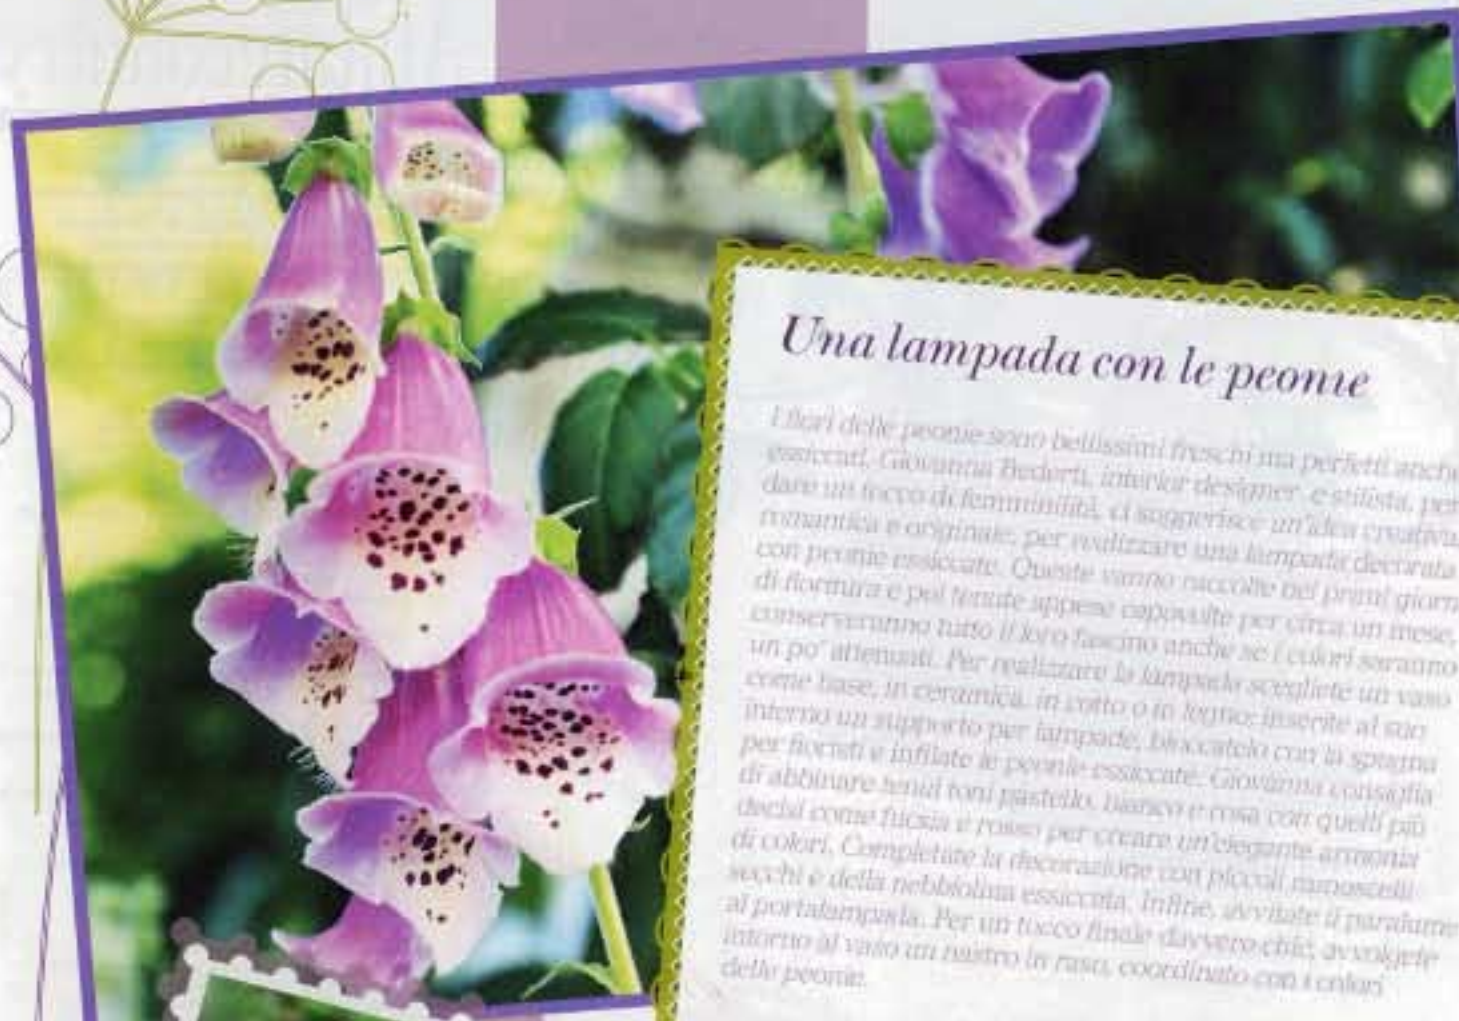 Una lampada con le peonie
I fiori delle peonie sono bellissimi freschi ma perfetti anche
essiccati. Giovanna interior designer e stilista, per
dare un tocco di femminilità, ci suggerisce un'idea creativa,
romantica e originale, per realizzare una lampada decorata
con peonie essiccate. Queste vanno raccolte nei primi giorni
di fioritura e poi tenute appese capovolte per circa un mese,
conserveranno tutto il loro fascino anche se i colori saranno
un po' attenuati. Per realizzare la lampada scegliete un vaso
come base, in ceramica, in cotto o in legno; inserite al suo
interno un supporto per lampade, bloccatelo con la spugna
per fioristi e infilate le peonie essiccate. Giovanna consiglia
di abbinare tenui toni pastello, bianco e rosa con quelli più
decisi come fucsia e rosso per creare un'elegante armonia
di colori. Completate la decorazione con piccoli ramoscelli
secchi e della nebbiolina essiccata. Infine, avvitate il paralume
al portalampada. Per un tocco finale davvero chic, avvolgete
intorno al vaso un nastro in raso, coordinato con i colori
delle peonie.